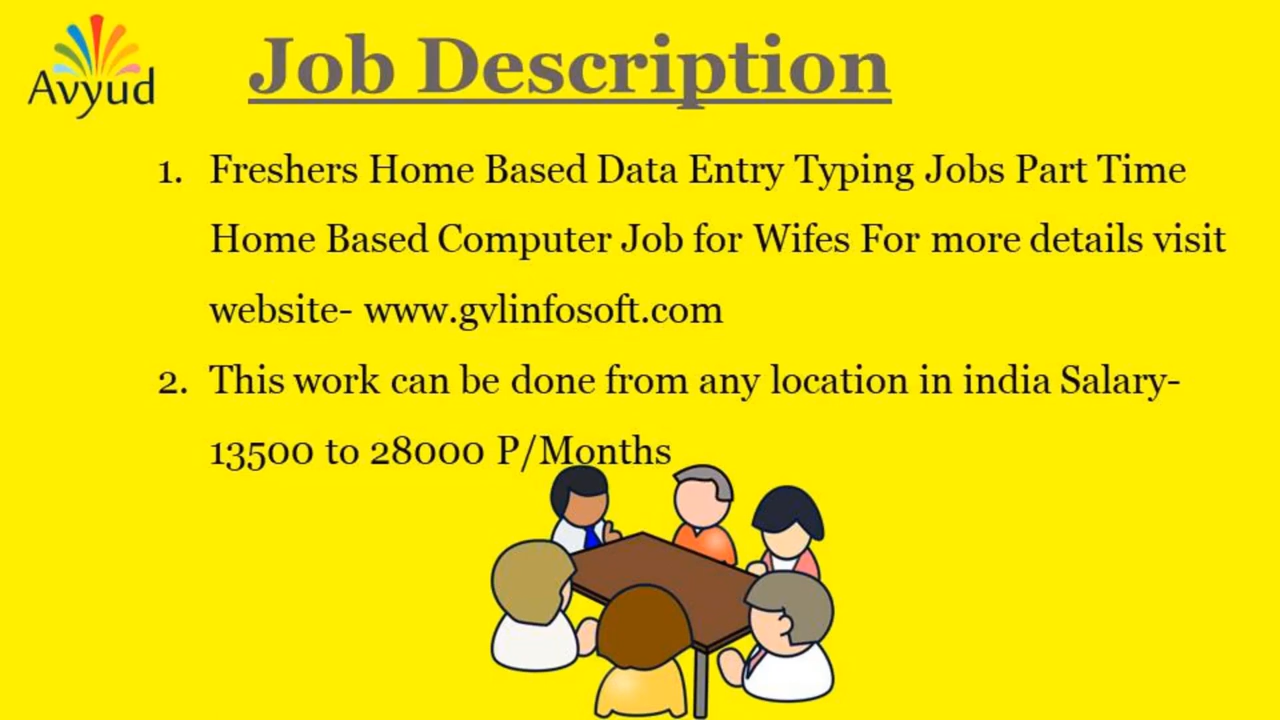 Avyud
Job Description
1. Freshers Home Based Data Entry Typing Jobs Part Time
Home Based Computer Job for Wifes For more details visit
website- www.gvlinfosoft.com
2. This work can be done from any location in india Salary-
13500 to 28000 P/Months